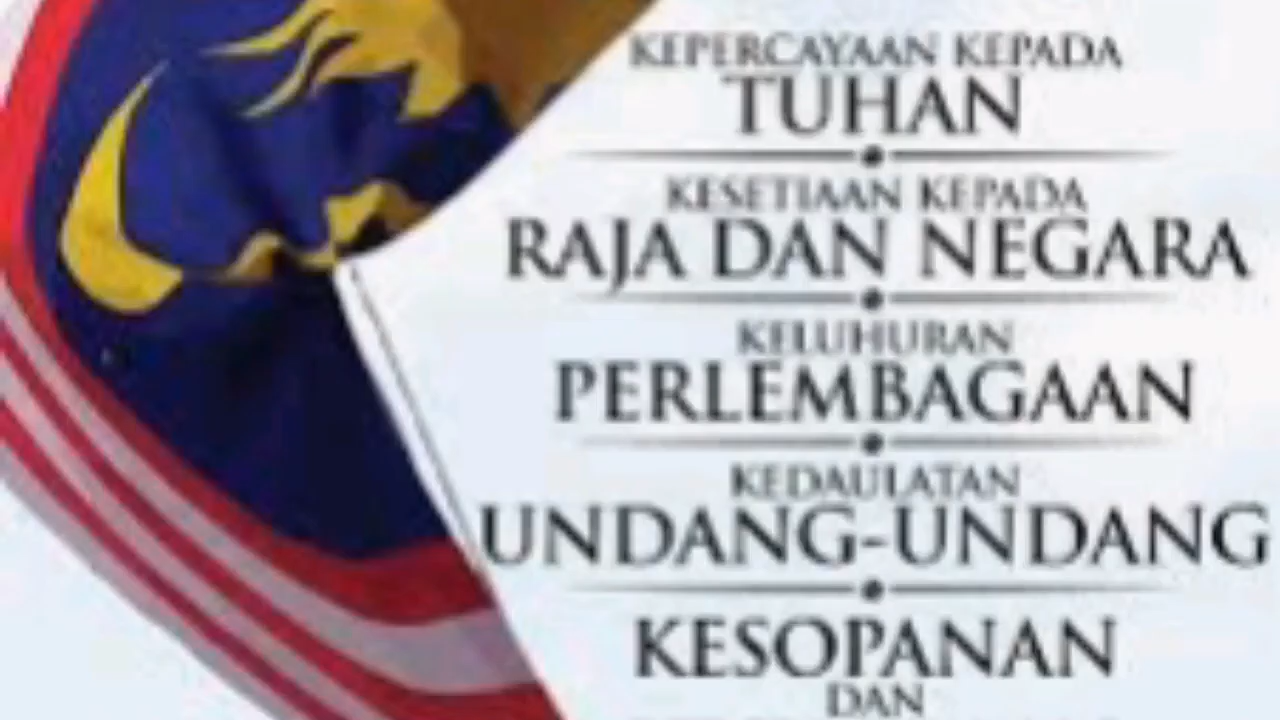 KEPERCAYAAN KEPADA
TUHAN
KESETIAAN KEPADA
RAJA DAN NEGARA
KELUHURAN
PERLEMBAGAAN
KEDAULATAN
UNDANG-UNDANG
KESOPANAN
DAN